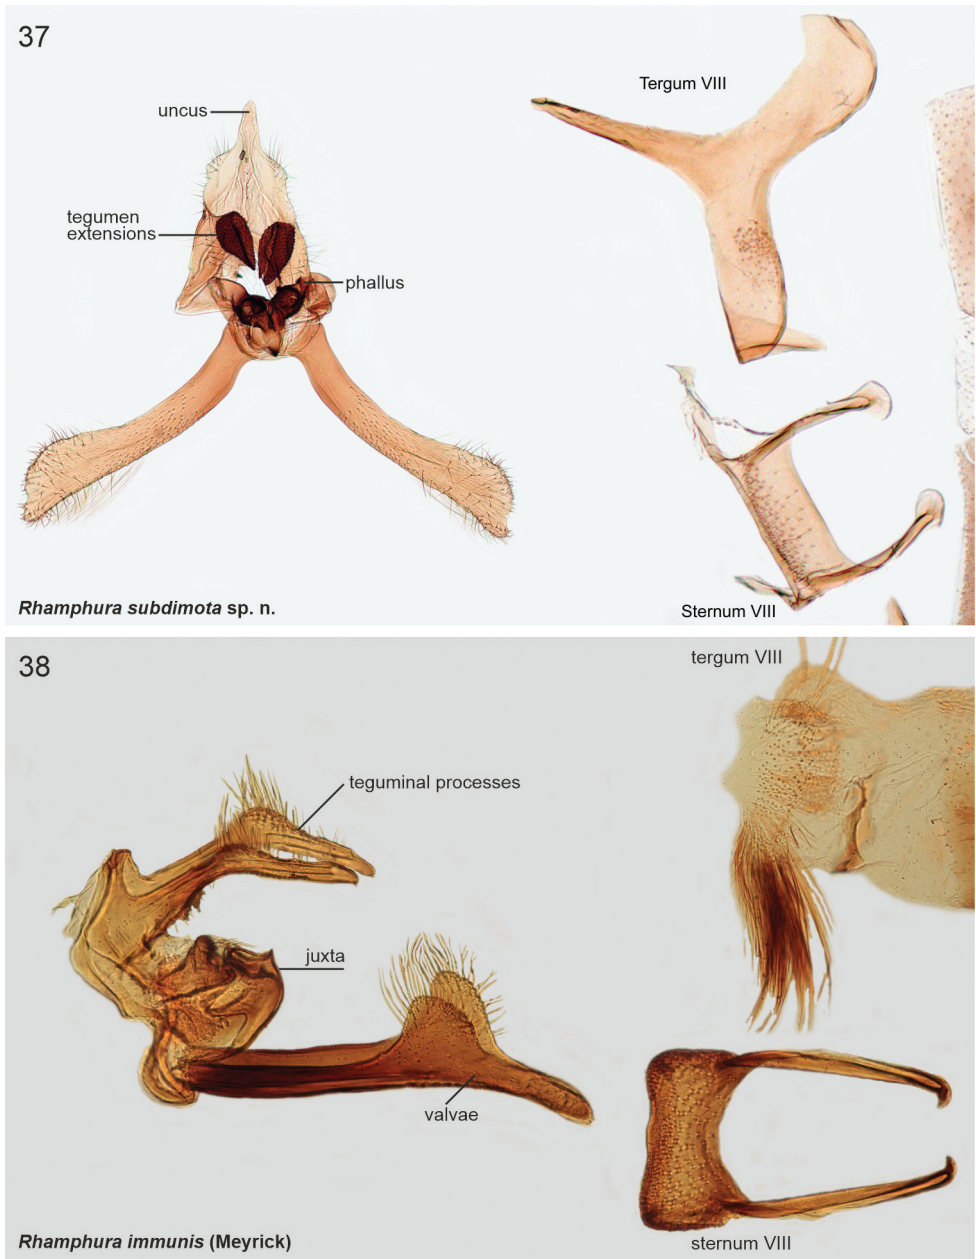 37
Tergum VIII
uncus
tegumen
extensions
phallus
Sternum VIII
Rhamphura subdimota sp. n.
38
tergum VIII
teguminal processes
juxta
valvae
Rhamphura immunis (Meyrick)
sternum VIII